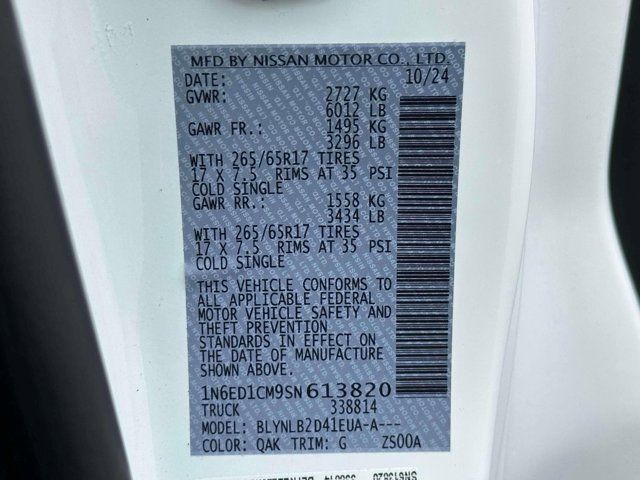 MFD BY NISSAN MOTOR CO., LTD.
DATE: 10/24
GVWR: 2727 KG
6012 LB
GAWR FR.: 1495 KG
3296 LB
WITH 265/65R17 TIRES
17 X 7.5 RIMS AT 35 PSI
COLD SINGLE
GAWR RR.: 1558 KG
3434 LB
WITH 265/65R17 TIRES
17 X 7.5 RIMS AT 35 PSI
COLD SINGLE
THIS VEHICLE CONFORMS TO
ALL APPLICABLE FEDERAL
MOTOR VEHICLE SAFETY AND
THEFT PREVENTION
STANDARDS IN EFFECT ON
THE DATE OF MANUFACTURE
SHOWN ABOVE.
1N6ED1CM9SN613820
TRUCK 338814
MODEL: BLYNLB2D41EUA-A---
COLOR: QAK TRIM: G ZS00A